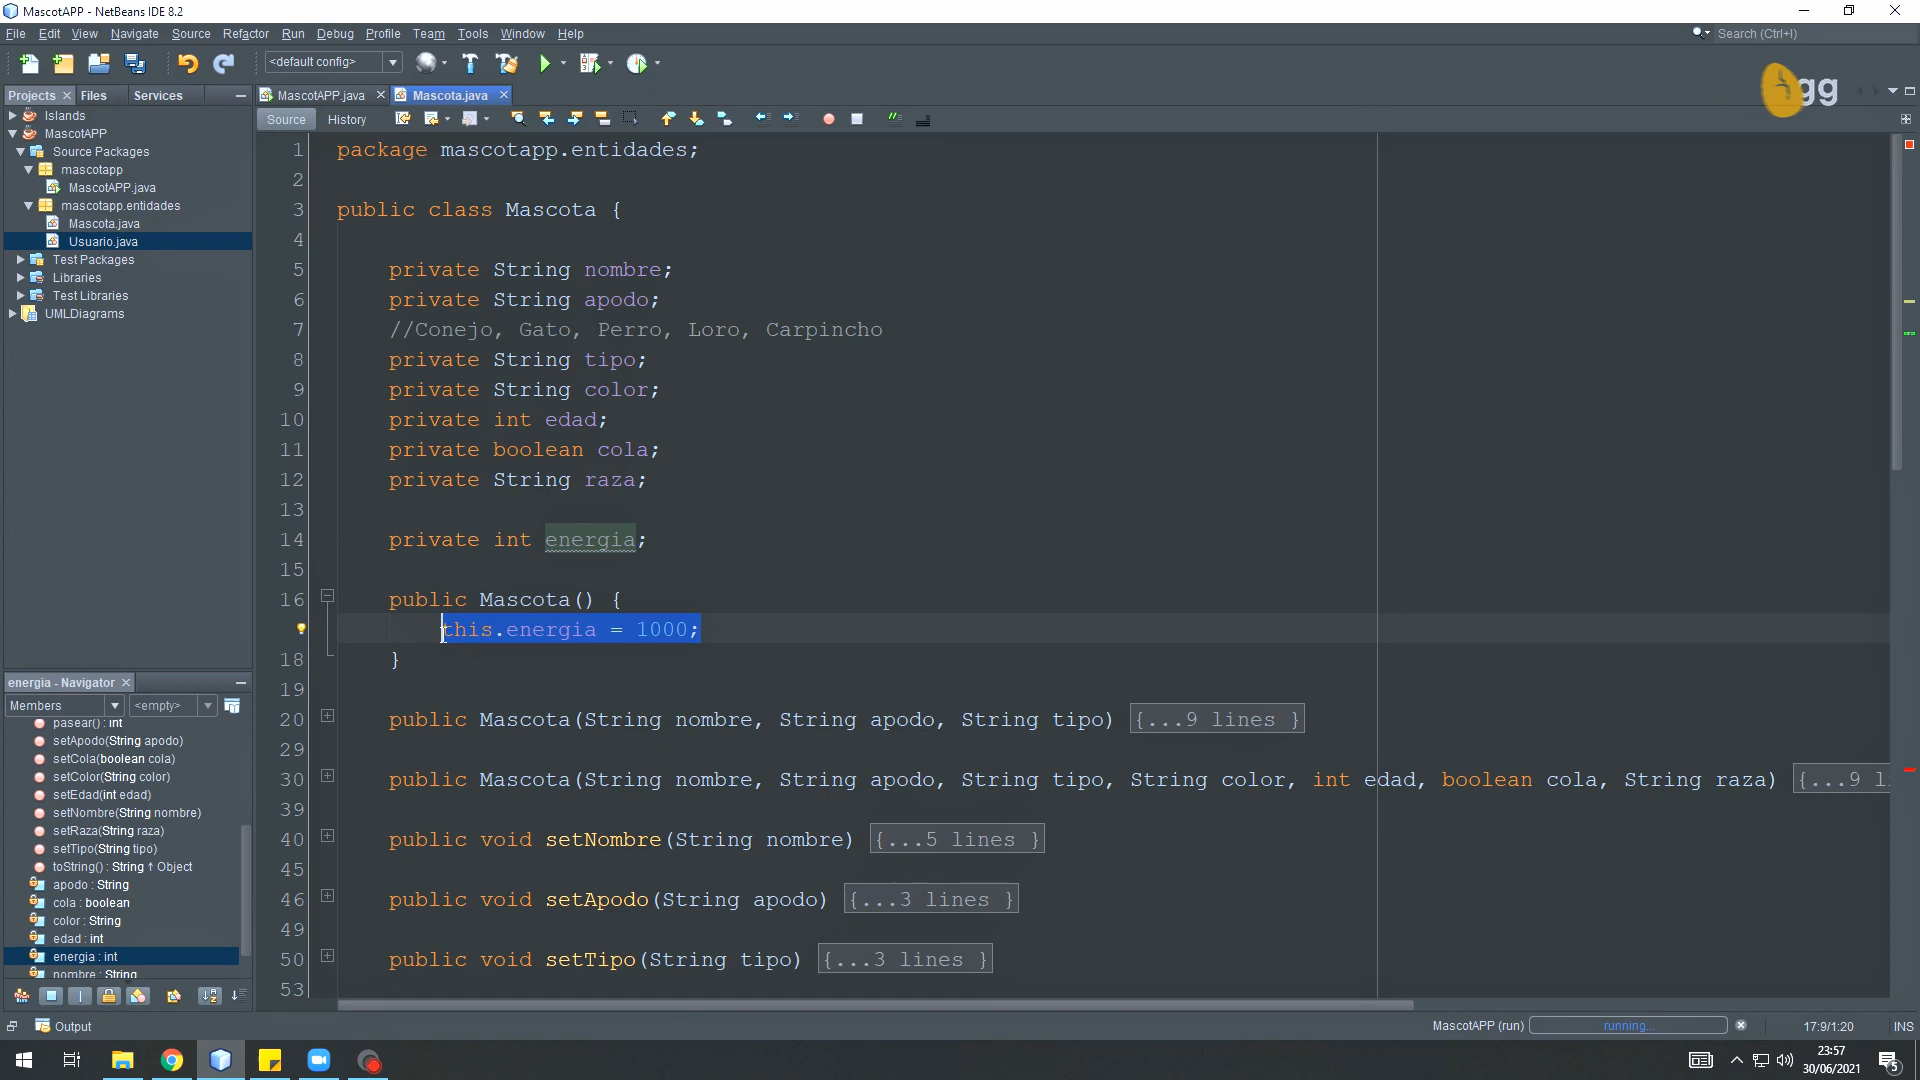 MascotAPP - NetBeans IDE 8.2
File Edit View Navigate Source Refactor Run Debug Profile Team Tools Window Help
Search (Ctrl+I)
<default config>
gg
Projects Files Services
MascotAPP.java Mascota.java
Source History
Islands
MascotAPP
Source Packages
mascotapp
MascotAPP.java
mascotapp.entidades
Mascota.java
Usuario.java
Test Packages
Libraries
Test Libraries
UMLDiagrams
1 package mascotapp.entidades;
2
3 public class Mascota {
4
5 private String nombre;
6 private String apodo;
7 //Conejo, Gato, Perro, Loro, Carpincho
8 private String tipo;
9 private String color;
10 private int edad;
11 private boolean cola;
12 private String raza;
13
14 private int energia;
15
16 public Mascota() {
this.energia = 1000;
18 }
19
20 public Mascota(String nombre, String apodo, String tipo) {...9 lines }
29
30 public Mascota(String nombre, String apodo, String tipo, String color, int edad, boolean cola, String raza) {...9 li
39
40 public void setNombre(String nombre) {...5 lines }
45
46 public void setApodo(String apodo) {...3 lines }
49
50 public void setTipo(String tipo) {...3 lines }
53
energia - Navigator
Members <empty>
pasear() : int
setApodo(String apodo)
setCola(boolean cola)
setColor(String color)
setEdad(int edad)
setNombre(String nombre)
setRaza(String raza)
setTipo(String tipo)
toString() : String ↑ Object
apodo : String
cola : boolean
color : String
edad : int
energia : int
nombre : String
Output
MascotAPP (run) running... 17:9/1:20 INS
23:57
30/06/2021
5